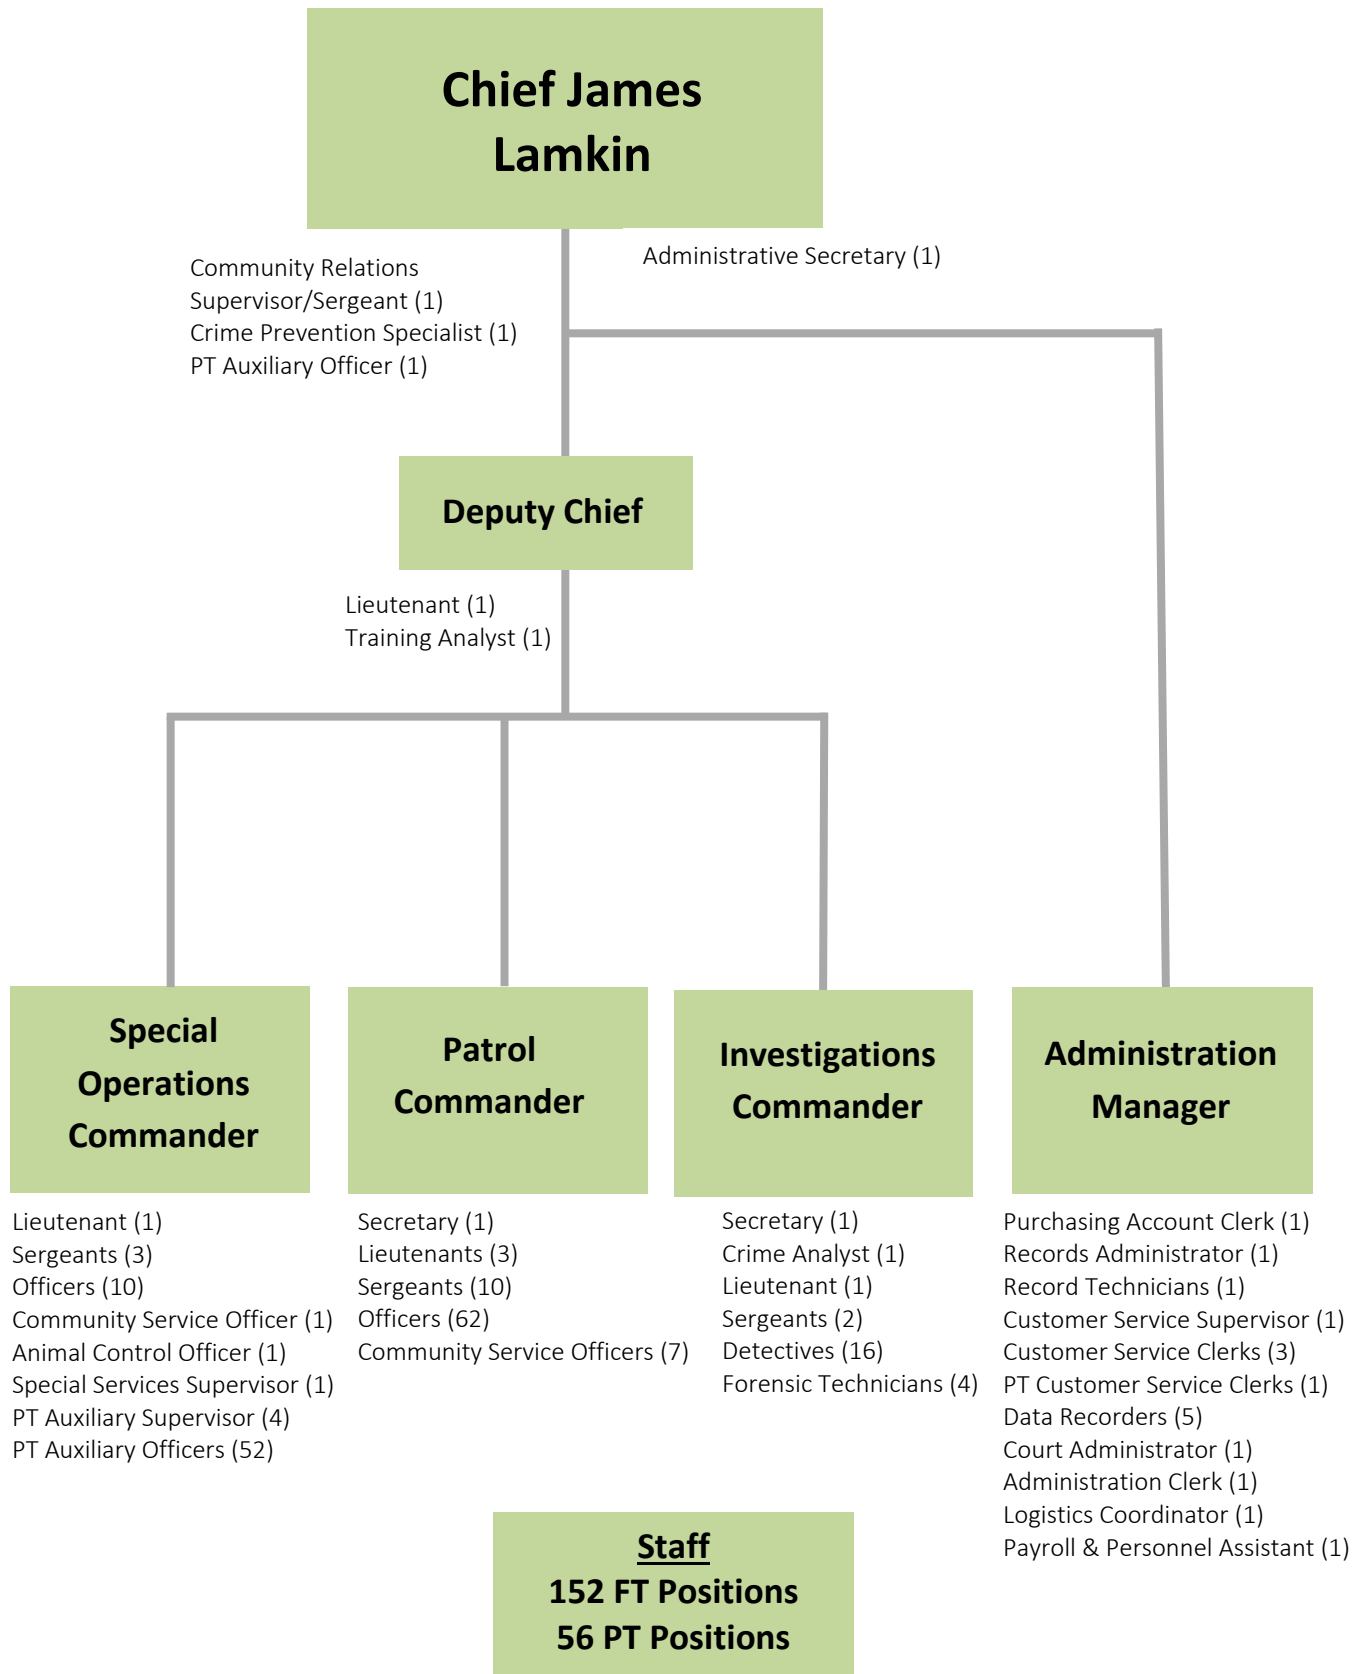 Chief James
Lamkin
Administrative Secretary (1)
Community Relations
Supervisor/Sergeant (1)
Crime Prevention Specialist (1)
PT Auxiliary Officer (1)
Deputy Chief
Lieutenant (1)
Training Analyst (1)
Special
Operations
Commander
Lieutenant (1)
Sergeants (3)
Officers (10)
Community Service Officer (1)
Animal Control Officer (1)
Special Services Supervisor (1)
PT Auxiliary Supervisor (4)
PT Auxiliary Officers (52)
Patrol
Commander
Secretary (1)
Lieutenants (3)
Sergeants (10)
Officers (62)
Community Service Officers (7)
Investigations
Commander
Secretary (1)
Crime Analyst (1)
Lieutenant (1)
Sergeants (2)
Detectives (16)
Forensic Technicians (4)
Administration
Manager
Purchasing Account Clerk (1)
Records Administrator (1)
Record Technicians (1)
Customer Service Supervisor (1)
Customer Service Clerks (3)
PT Customer Service Clerks (1)
Data Recorders (5)
Court Administrator (1)
Administration Clerk (1)
Logistics Coordinator (1)
Payroll & Personnel Assistant (1)
Staff
152 FT Positions
56 PT Positions